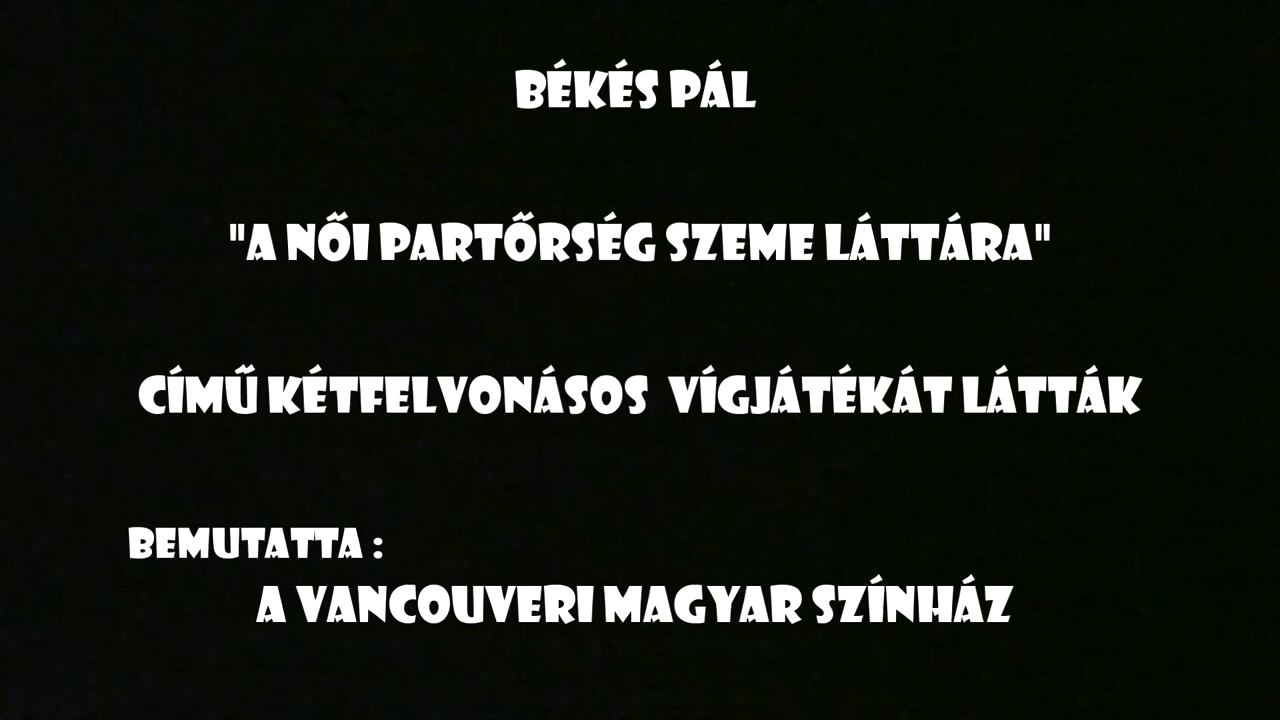 BÉKÉS PÁL
"A NŐI PARTŐRSÉG SZEME LÁTTÁRA"
CÍMŰ KÉTFELVONÁSOS VÍGJÁTÉKÁT LÁTTÁK
BEMUTATTA :
A VANCOUVERI MAGYAR SZÍNHÁZ